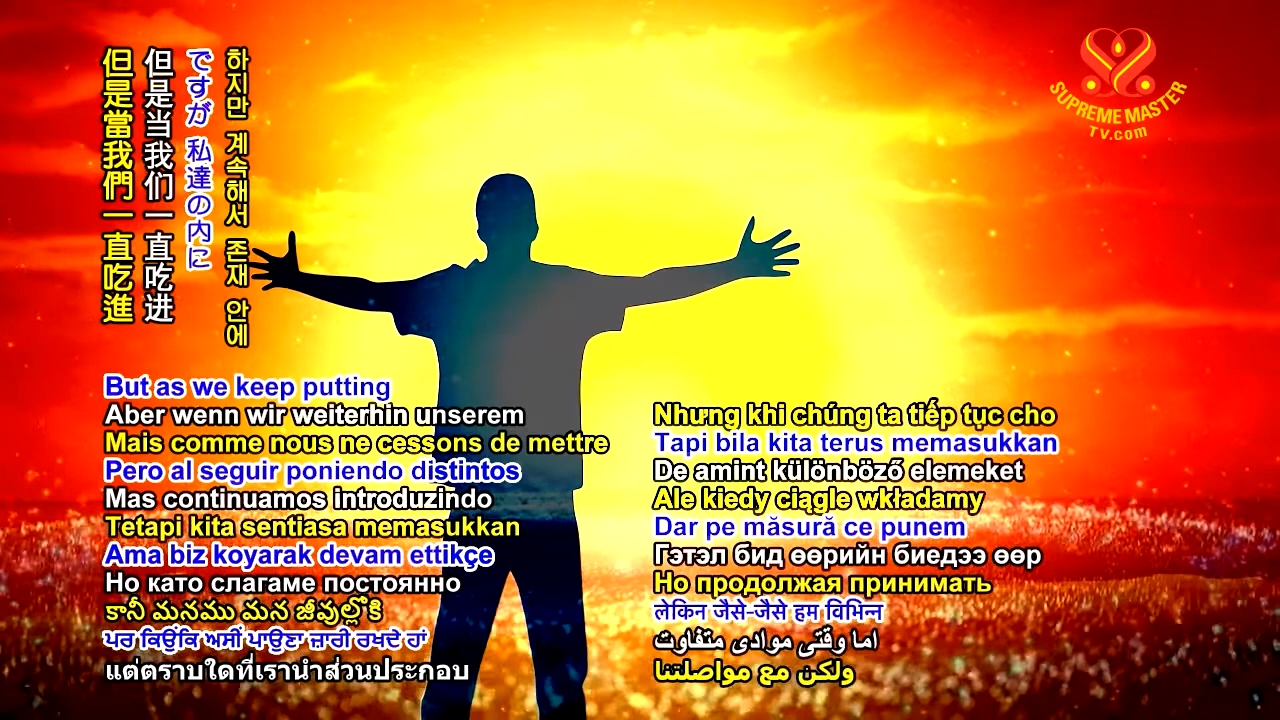 但是當我們一直吃進
但是当我们一直吃进
ですが 私達の内に
하지만 계속해서 존재 안에
SUPREME MASTER
TV.com
But as we keep putting
Aber wenn wir weiterhin unserem
Mais comme nous ne cessons de mettre
Pero al seguir poniendo distintos
Mas continuamos introduzindo
Tetapi kita sentiasa memasukkan
Ama biz koyarak devam ettikçe
Но като слагаме постоянно
కానీ మనము మన జీవుల్లోకి
ਪਰ ਕਿਉਂਕਿ ਅਸੀਂ ਪਾਉਣਾ ਜ਼ਾਰੀ ਰਖਦੇ ਹਾਂ
แต่ตราบใดที่เรานำส่วนประกอบ
Nhưng khi chúng ta tiếp tục cho
Tapi bila kita terus memasukkan
De amint különböző elemeket
Ale kiedy ciągle wkładamy
Dar pe măsură ce punem
Гэтэл бид өөрийн биедээ өөр
Но продолжая принимать
लेकिन जैसे-जैसे हम विभिन्न
اما وقتی موادی متفاوت
ولكن مع مواصلتنا